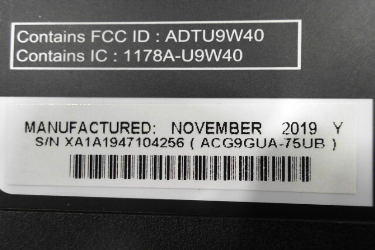 Contains FCC ID : ADTU9W40
Contains IC : 1178A-U9W40
MANUFACTURED: NOVEMBER 2019 Y
S/N XA1A1947104256 ( ACG9GUA-75UB )